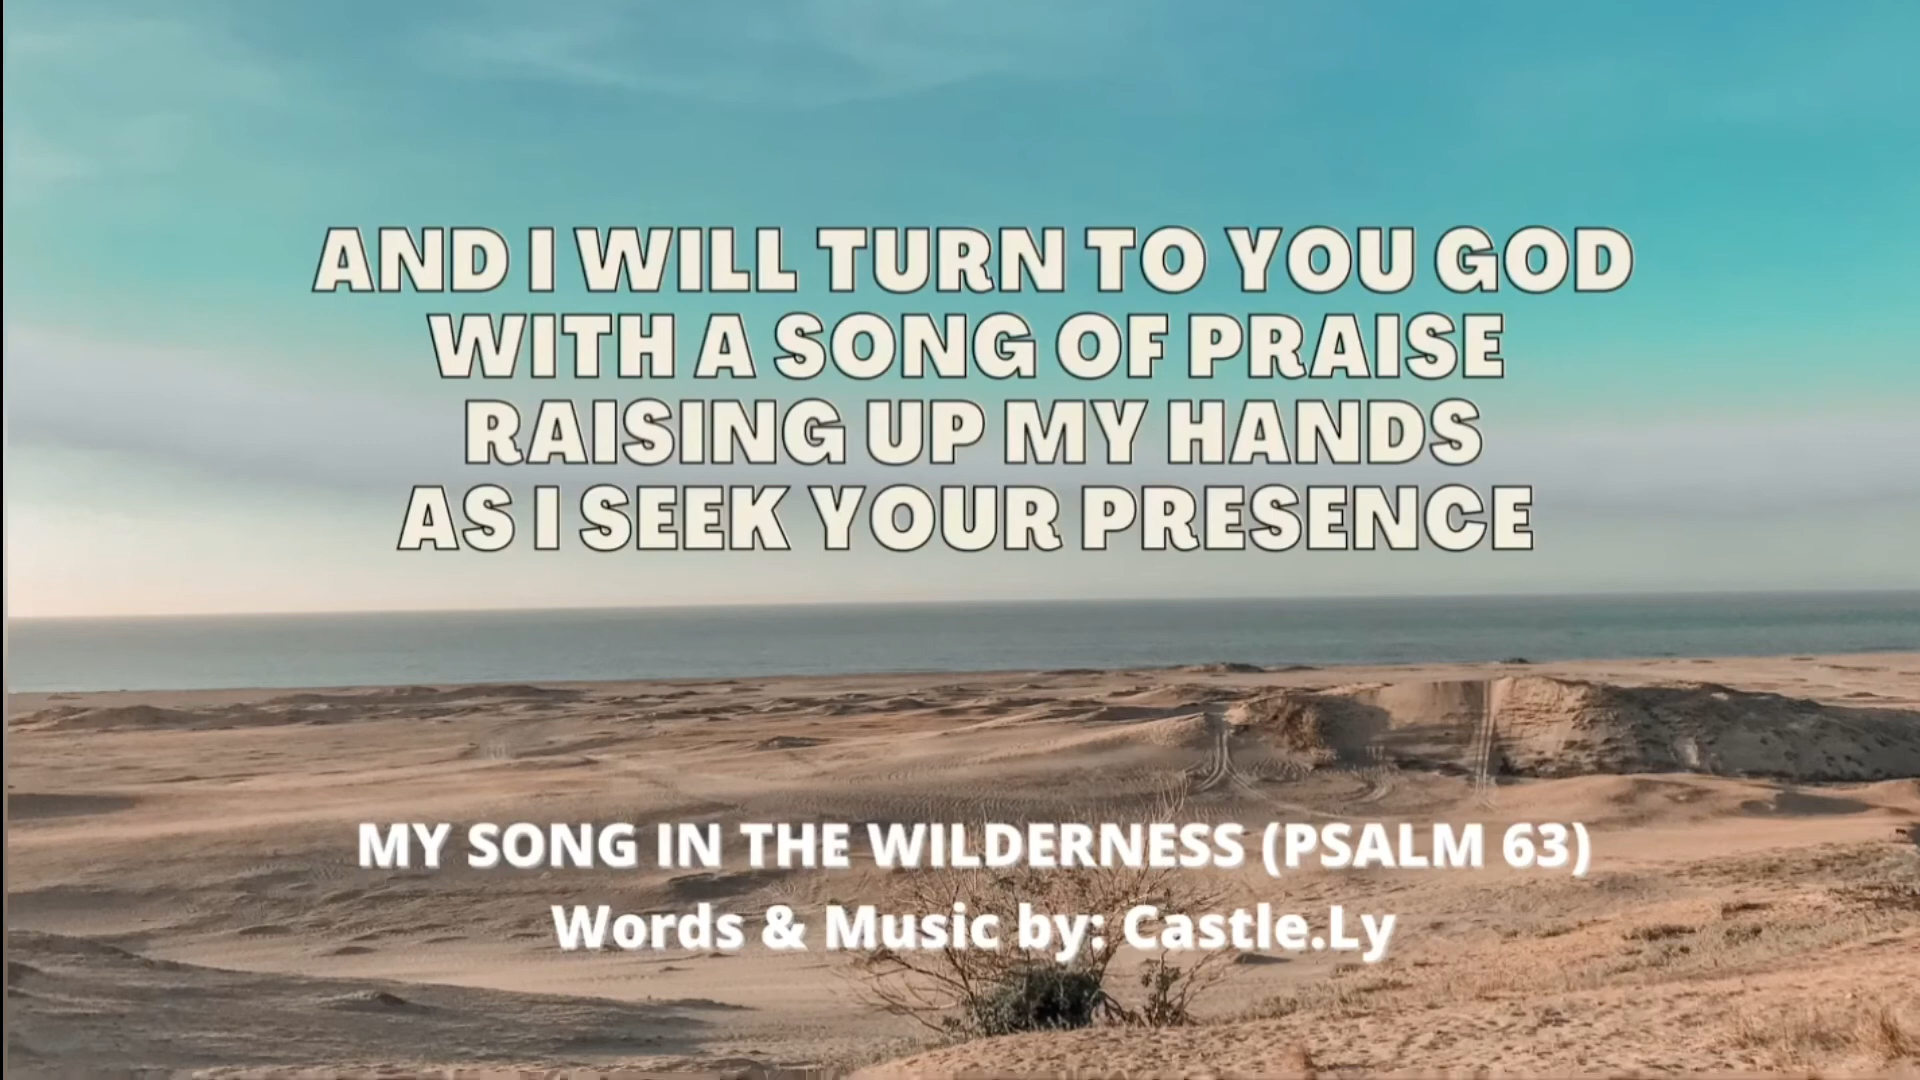 AND I WILL TURN TO YOU GOD
WITH A SONG OF PRAISE
RAISING UP MY HANDS
AS I SEEK YOUR PRESENCE
MY SONG IN THE WILDERNESS (PSALM 63)
Words & Music by: Castle.Ly